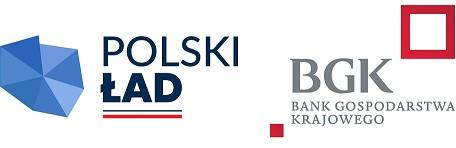 POLSKI
ŁAD
BGK
BANK GOSPODARSTWA
KRAJOWEGO